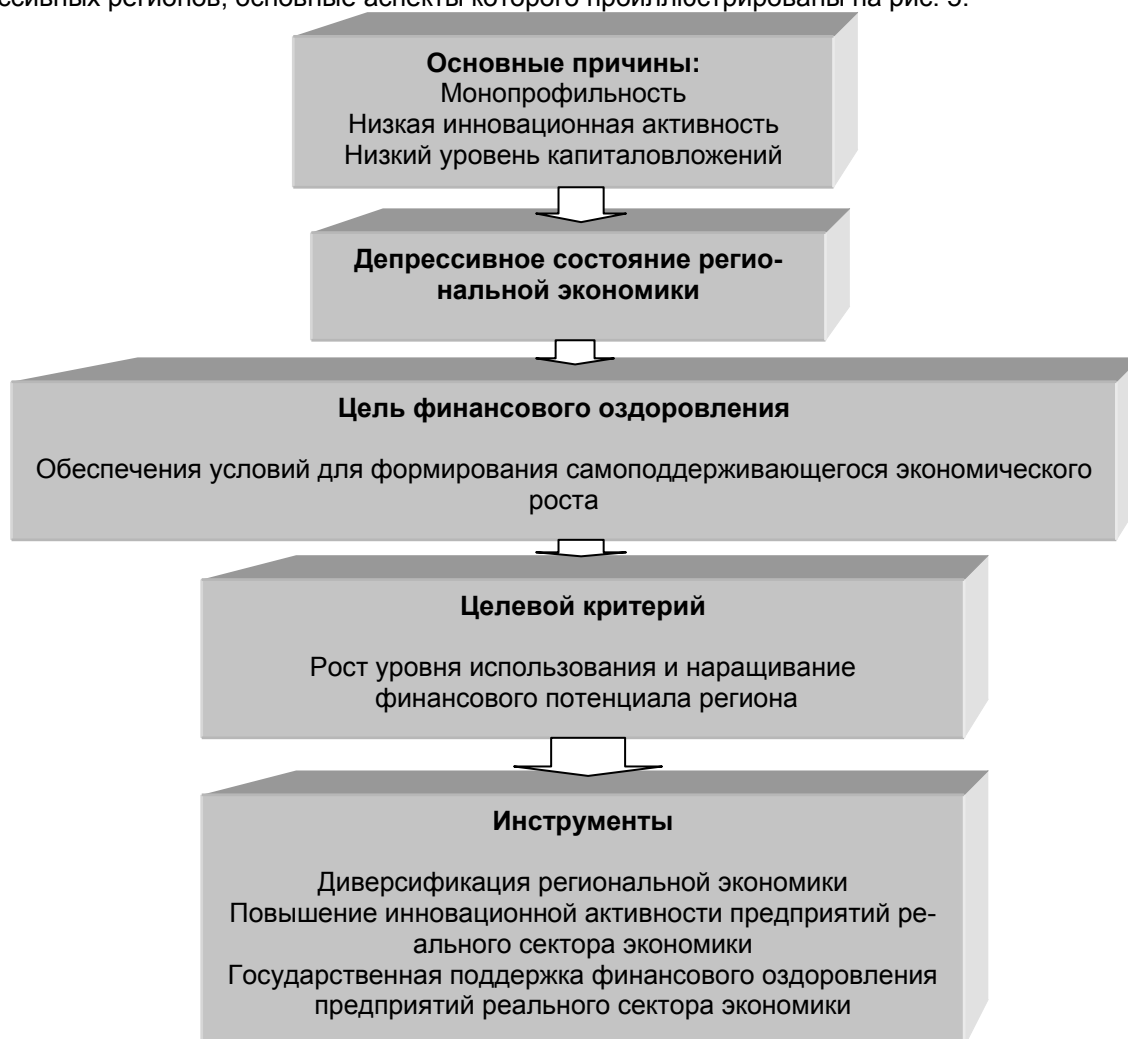 ссивных регионов, основные аспекты которого проиллюстрированы на рис. 3.
Основные причины:
Монопрофильность
Низкая инновационная активность
Низкий уровень капиталовложений
Депрессивное состояние регио-
нальной экономики
Цель финансового оздоровления
Обеспечения условий для формирования самоподдерживающегося экономического
роста
Целевой критерий
Рост уровня использования и наращивание
финансового потенциала региона
Инструменты
Диверсификация региональной экономики
Повышение инновационной активности предприятий ре-
ального сектора экономики
Государственная поддержка финансового оздоровления
предприятий реального сектора экономики